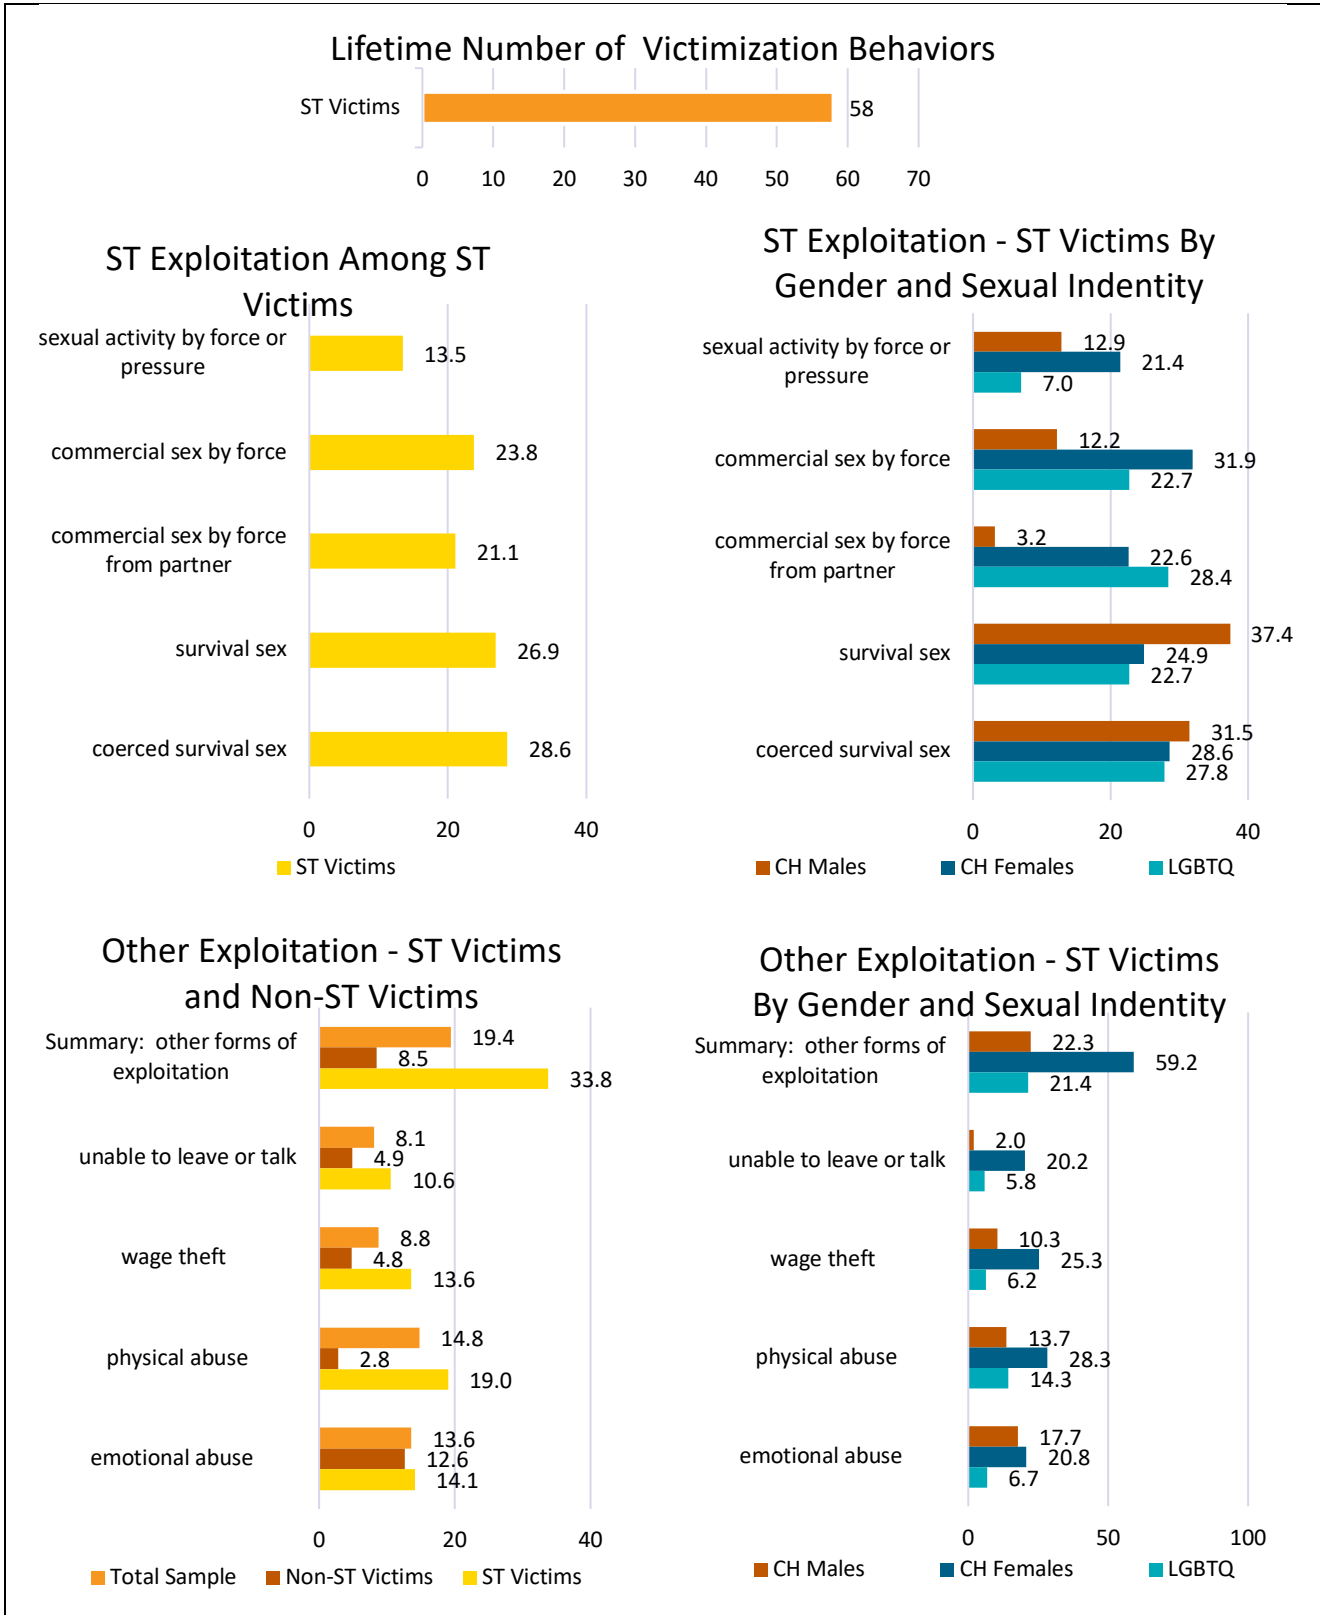 Lifetime Number of  Victimization Behaviors
ST Victims
58
0 10 20 30 40 50 60 70
ST Exploitation Among ST
Victims
sexual activity by force or
pressure
13.5
commercial sex by force
23.8
commercial sex by force
from partner
21.1
survival sex
26.9
coerced survival sex
28.6
0 20 40
ST Victims
ST Exploitation - ST Victims By
Gender and Sexual Indentity
sexual activity by force or
pressure
12.9
21.4
7.0
commercial sex by force
12.2
31.9
22.7
commercial sex by force
from partner
3.2
22.6
28.4
survival sex
37.4
24.9
22.7
coerced survival sex
31.5
28.6
27.8
0 20 40
CH Males CH Females LGBTQ
Other Exploitation - ST Victims
and Non-ST Victims
Summary:  other forms of
exploitation
19.4
8.5
33.8
unable to leave or talk
8.1
4.9
10.6
wage theft
8.8
4.8
13.6
physical abuse
14.8
2.8
19.0
emotional abuse
13.6
12.6
14.1
0 20 40
Total Sample Non-ST Victims ST Victims
Other Exploitation - ST Victims
By Gender and Sexual Indentity
Summary:  other forms of
exploitation
22.3
59.2
21.4
unable to leave or talk
2.0
20.2
5.8
wage theft
10.3
25.3
6.2
physical abuse
13.7
28.3
14.3
emotional abuse
17.7
20.8
6.7
0 50 100
CH Males CH Females LGBTQ